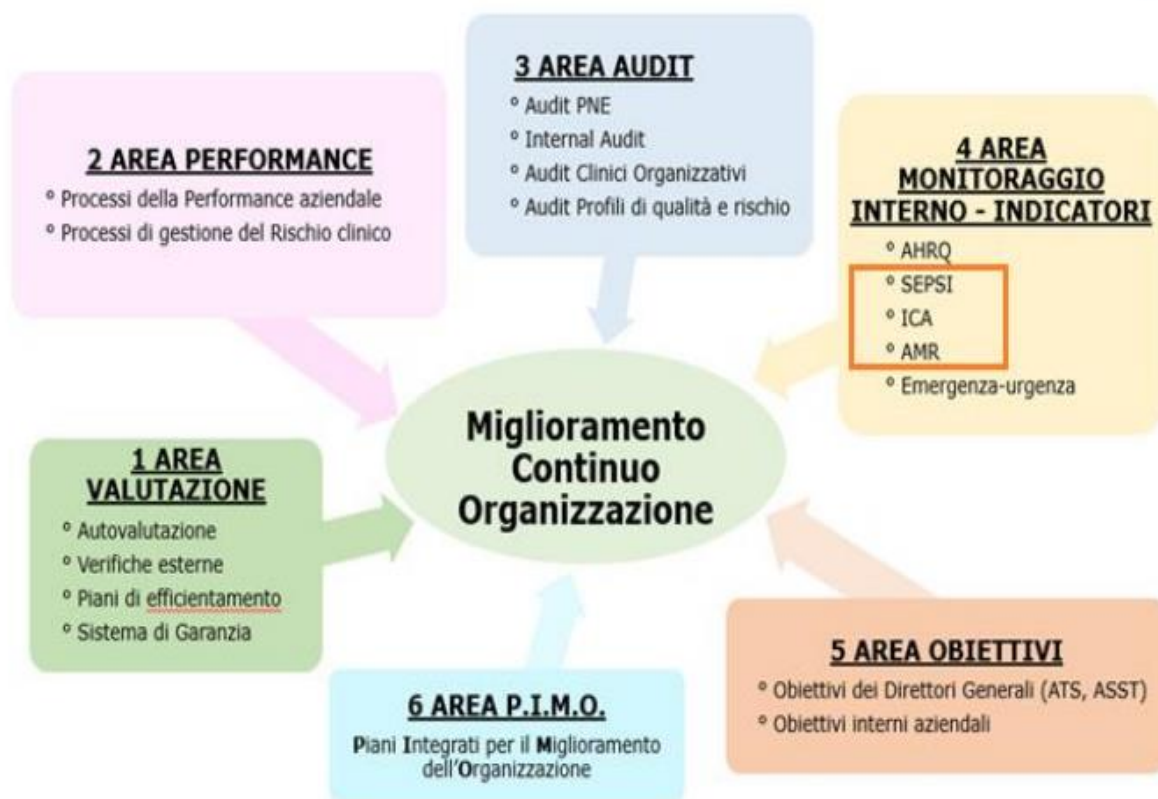 1 AREA
VALUTAZIONE
° Autovalutazione
° Verifiche esterne
° Piani di efficientamento
° Sistema di Garanzia
2 AREA PERFORMANCE
° Processi della Performance aziendale
° Processi di gestione del Rischio clinico
3 AREA AUDIT
° Audit PNE
° Internal Audit
° Audit Clinici Organizzativi
° Audit Profili di qualità e rischio
4 AREA
MONITORAGGIO
INTERNO - INDICATORI
° AHRQ
° SEPSI
° ICA
° AMR
° Emergenza-urgenza
5 AREA OBIETTIVI
° Obiettivi dei Direttori Generali (ATS, ASST)
° Obiettivi interni aziendali
6 AREA P.I.M.O.
Piani Integrati per il Miglioramento
dell'Organizzazione
Miglioramento
Continuo
Organizzazione